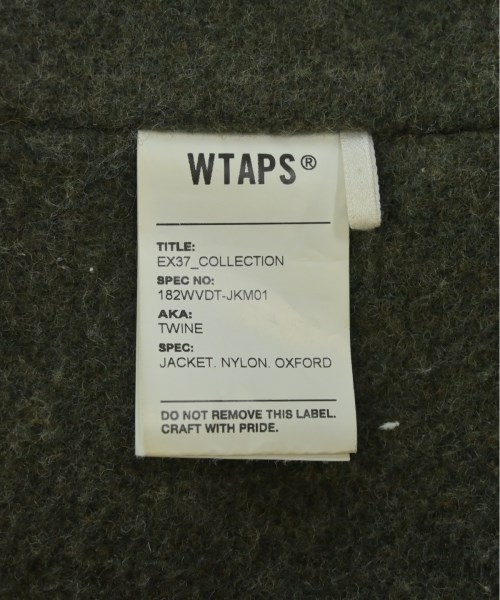 WTAPS®
TITLE:
EX37_COLLECTION
SPEC NO:
182WVDT-JKM01
AKA:
TWINE
SPEC:
JACKET. NYLON. OXFORD
DO NOT REMOVE THIS LABEL.
CRAFT WITH PRIDE.